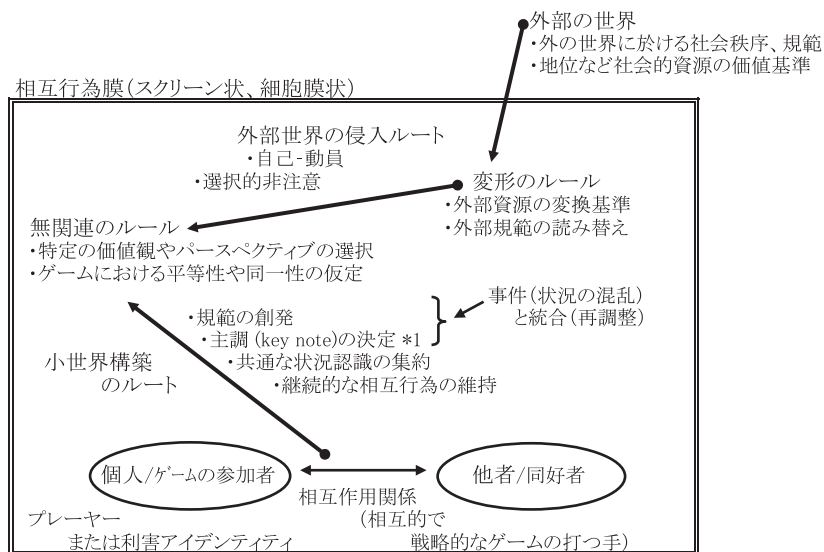 外部の世界
・外の世界に於ける社会秩序、規範
・地位など社会的資源の価値基準
相互行為膜(スクリーン状、細胞膜状)
外部世界の侵入ルート
・自己‐動員
・選択的非注意
変形のルール
・外部資源の変換基準
・外部規範の読み替え
無関連のルール
・特定の価値観やパースペクティブの選択
・ゲームにおける平等性や同一性の仮定
事件(状況の混乱)
と統合(再調整)
・規範の創発
・主調 (key note)の決定 *1
・共通な状況認識の集約
・継続的な相互行為の維持
小世界構築
のルート
個人/ゲームの参加者
他者/同好者
相互作用関係
(相互的で
戦略的なゲームの打つ手)
プレーヤー
または利害アイデンティティ